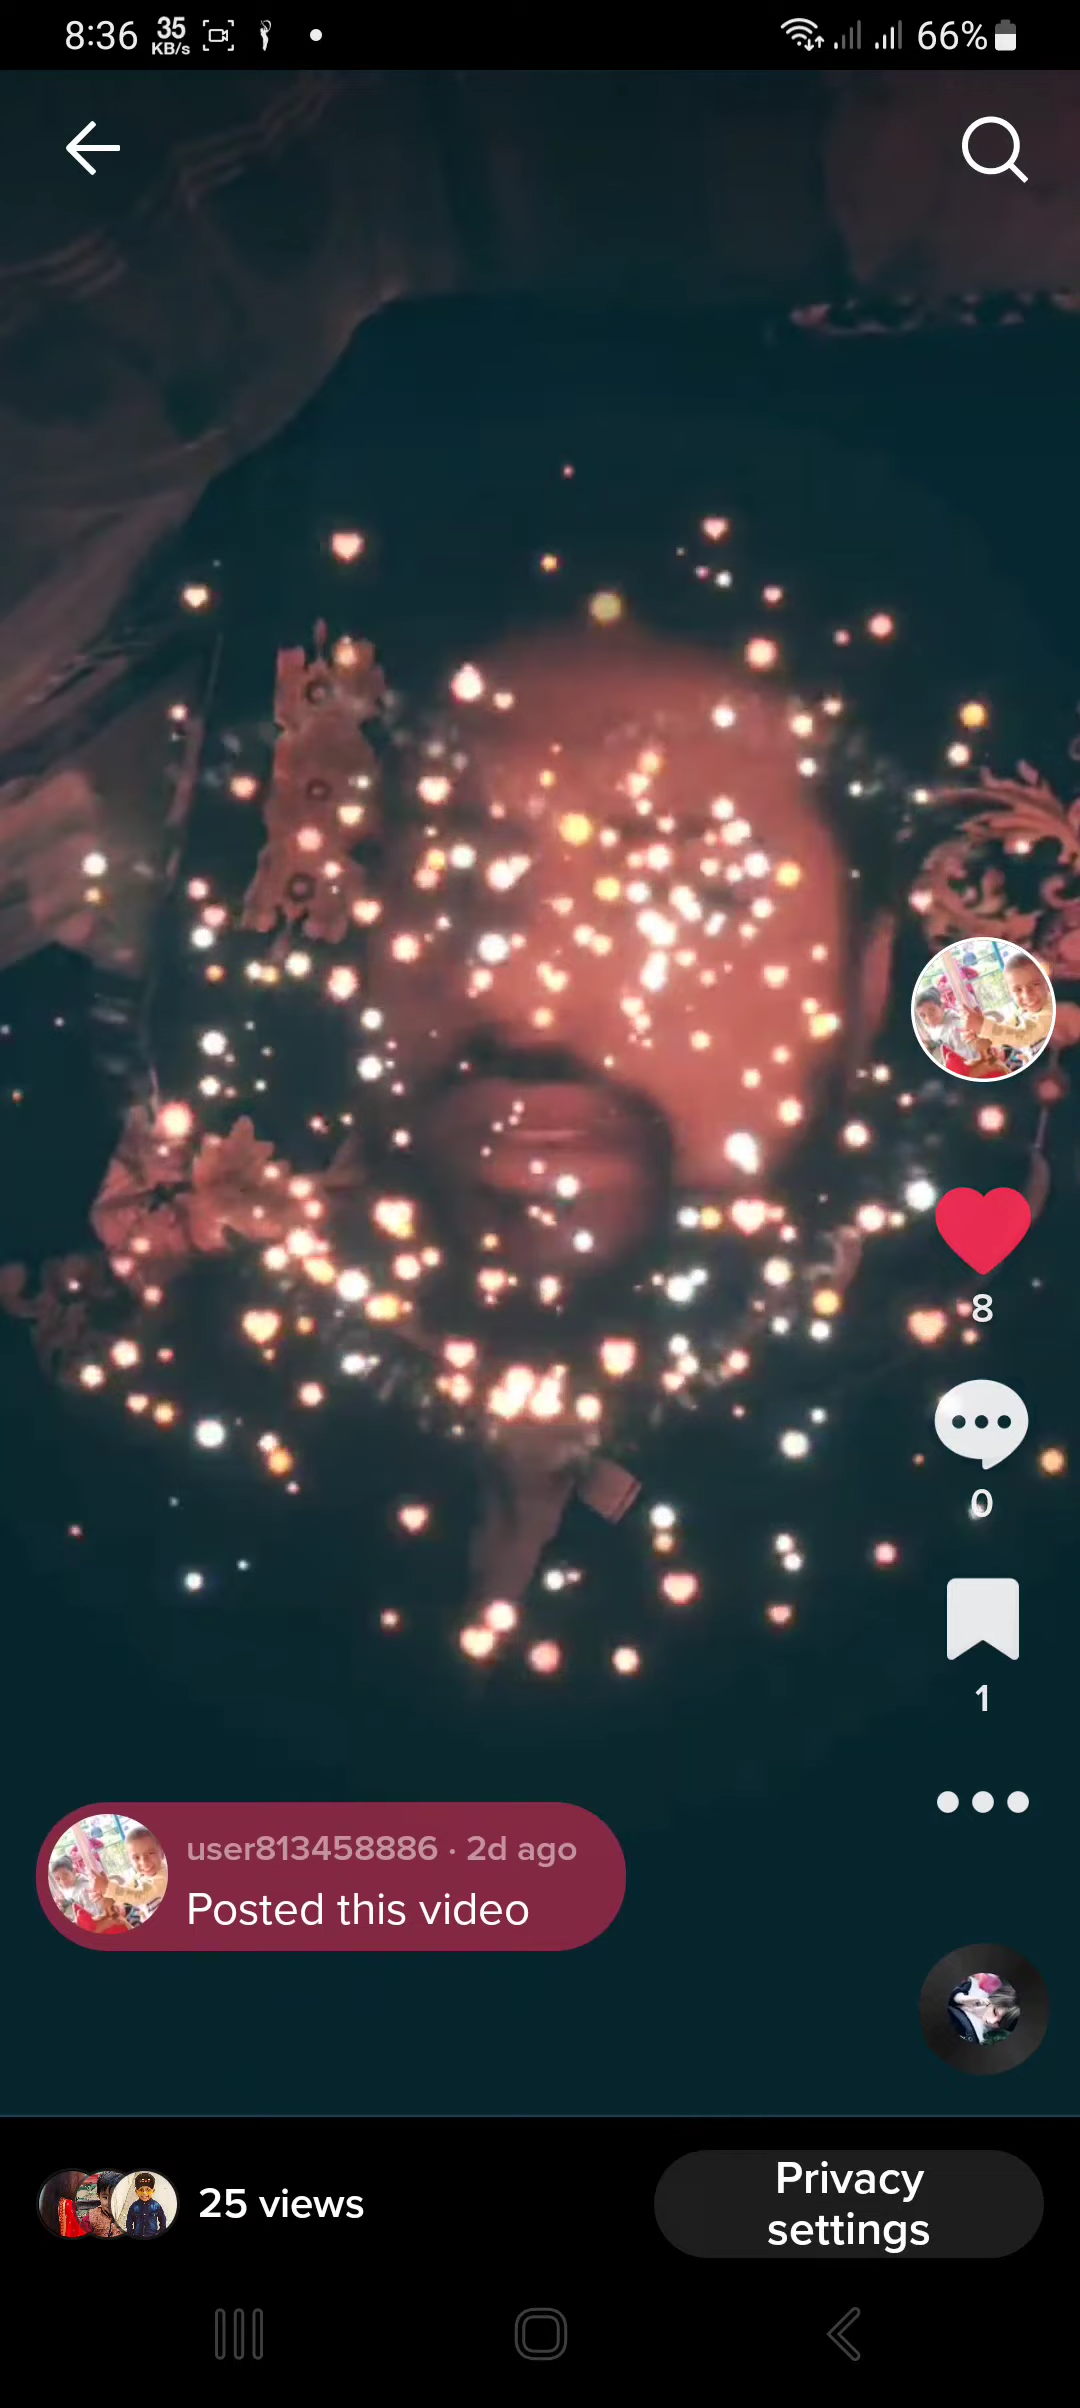 8:36 35 KB/s 66%
8
0
1
user813458886 · 2d ago
Posted this video
25 views
Privacy
settings